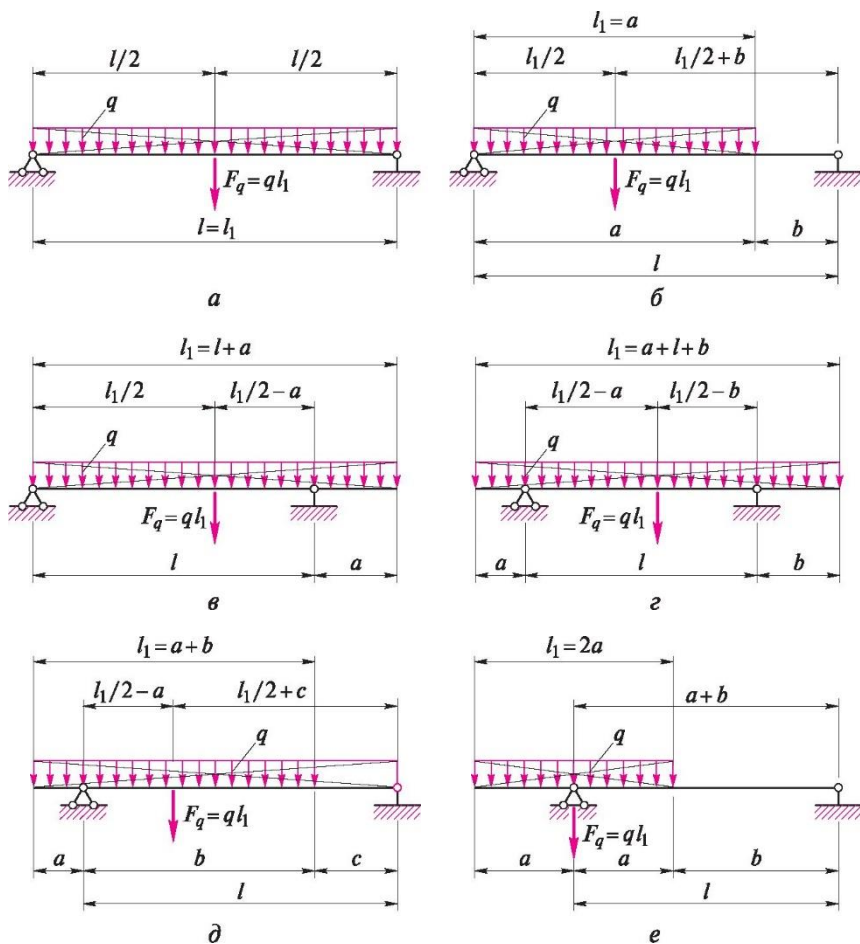 l/2 l/2
q
F_q = ql_1
l = l_1
а
l_1 = a
l_1/2 l_1/2 + b
q
F_q = ql_1
a b
l
б
l_1 = l + a
l_1/2 l_1/2 − a
q
F_q = ql_1
l a
в
l_1 = a + l + b
l_1/2 − a l_1/2 − b
q
F_q = ql_1
a l b
г
l_1 = a + b
l_1/2 − a l_1/2 + c
q
F_q = ql_1
a b c
l
д
l_1 = 2a
a + b
q
F_q = ql_1
a a b
l
е